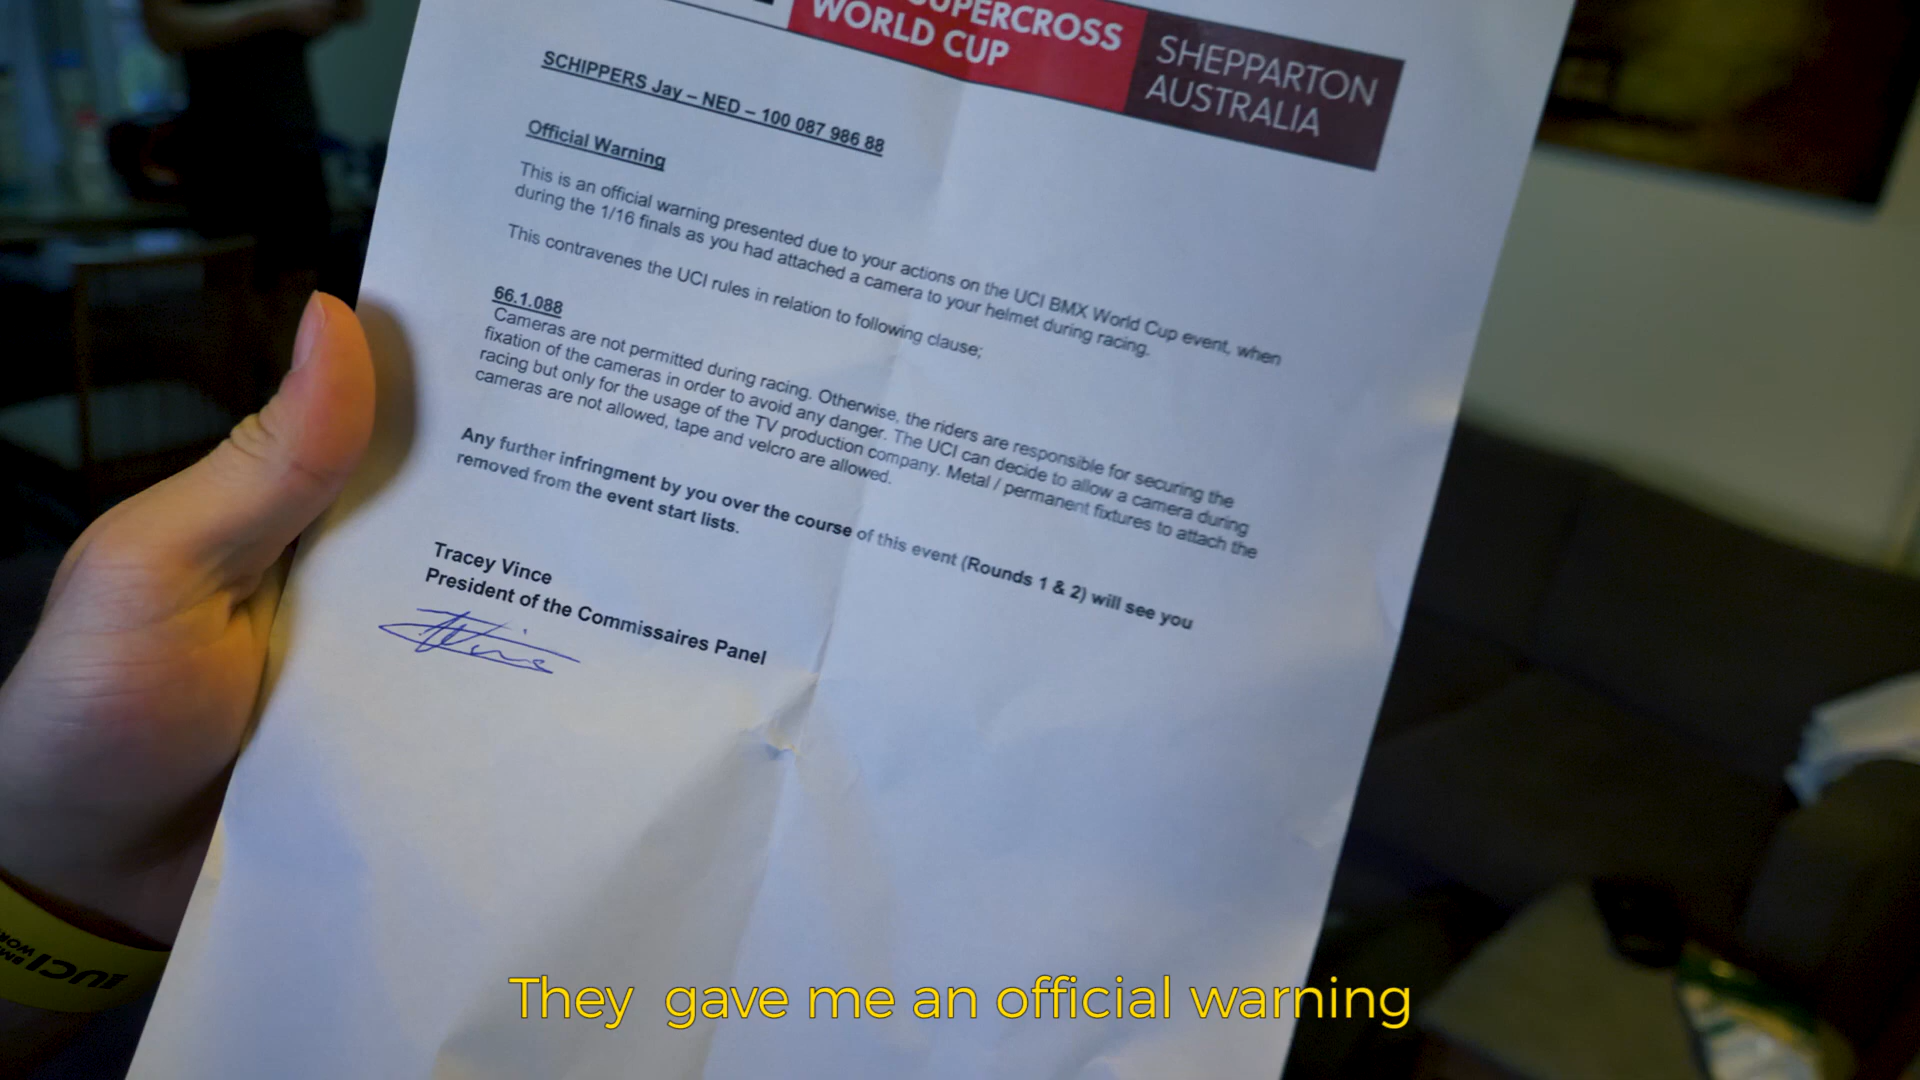 SUPERCROSS
WORLD CUP
SHEPPARTON
AUSTRALIA
SCHIPPERS Jay – NED – 100 087 986 88
Official Warning
This is an official warning presented due to your actions on the UCI BMX World Cup event, when
during the 1/16 finals as you had attached a camera to your helmet during racing.
This contravenes the UCI rules in relation to following clause;
66.1.088
Cameras are not permitted during racing. Otherwise, the riders are responsible for securing the
fixation of the cameras in order to avoid any danger. The UCI can decide to allow a camera during
racing but only for the usage of the TV production company. Metal / permanent fixtures to attach the
cameras are not allowed, tape and velcro are allowed.
Any further infringment by you over the course of this event (Rounds 1 & 2) will see you
removed from the event start lists.
Tracey Vince
President of the Commissaires Panel
UCI
BMX
WOR
They gave me an official warning